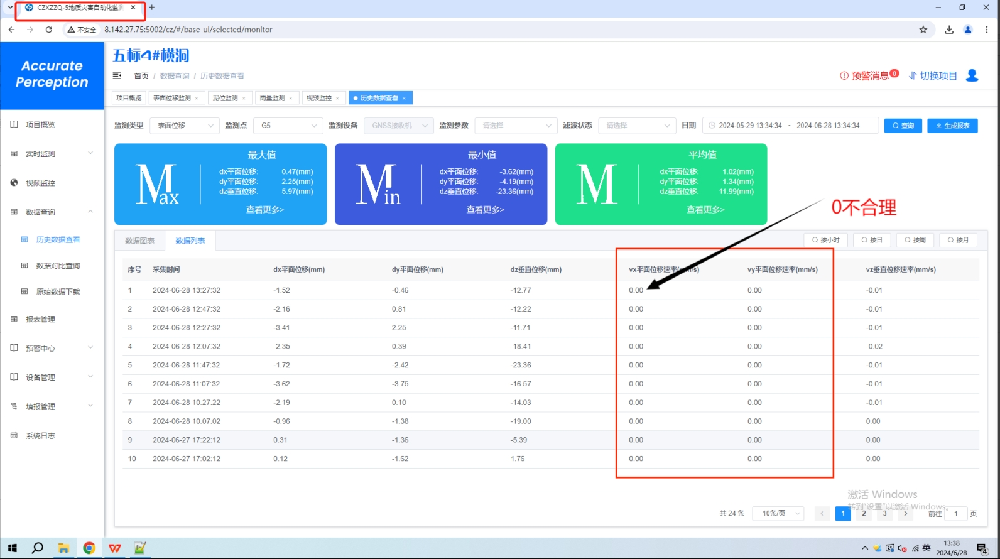 CZXZZQ-5地质灾害自动化监测
不安全
8.142.27.75:5002/cz/#/base-ui/selected/monitor
Accurate
Perception
五标4#横洞
首页 / 数据查询 / 历史数据查看
预警消息 0
切换项目
项目概览
表面位移监测 ×
泥位监测 ×
雨量监测 ×
视频监控 ×
历史数据查看 ×
项目概览
实时监测
视频监控
数据查询
历史数据查看
数据对比查询
原始数据下载
报表管理
预警中心
设备管理
填报管理
系统日志
监测类型 表面位移
监测点 G5
监测设备 GNSS接收机
监测参数 请选择
滤波状态 请选择
日期 2024-05-29 13:34:34 - 2024-06-28 13:34:34
查询
生成报表
Max
最大值
dx平面位移: 0.47(mm)
dy平面位移: 2.25(mm)
dz垂直位移: 5.97(mm)
查看更多>
Min
最小值
dx平面位移: -3.62(mm)
dy平面位移: -4.19(mm)
dz垂直位移: -23.36(mm)
查看更多>
M
平均值
dx平面位移: 1.02(mm)
dy平面位移: 1.34(mm)
dz垂直位移: 11.99(mm)
查看更多>
0不合理
数据图表
数据列表
按小时
按日
按周
按月
序号 采集时间 dx平面位移(mm) dy平面位移(mm) dz垂直位移(mm) vx平面位移速率(mm/s) vy平面位移速率(mm/s) vz垂直位移速率(mm/s)
1 2024-06-28 13:27:32 -1.52 -0.46 -12.77 0.00 0.00 -0.01
2 2024-06-28 12:47:32 -2.16 0.81 -12.22 0.00 0.00 -0.01
3 2024-06-28 12:27:32 -3.41 2.25 -11.71 0.00 0.00 -0.01
4 2024-06-28 12:07:32 -2.35 0.39 -18.41 0.00 0.00 -0.02
5 2024-06-28 11:47:32 -1.72 -2.42 -23.36 0.00 0.00 -0.01
6 2024-06-28 11:07:32 -3.62 -3.75 -16.57 0.00 0.00 -0.01
7 2024-06-28 10:27:22 -2.19 0.10 -14.03 0.00 0.00 -0.01
8 2024-06-28 10:07:02 -0.96 -1.38 -19.00 0.00 0.00 0.00
9 2024-06-27 17:22:12 0.31 -1.36 -5.39 0.00 0.00 0.00
10 2024-06-27 17:02:12 0.12 -1.62 1.76 0.00 0.00 0.00
激活 Windows
转到"设置"以激活 Windows。
共 24 条 10条/页 < 1 2 3 > 前往 1 页
英
13:38
2024/6/28
4